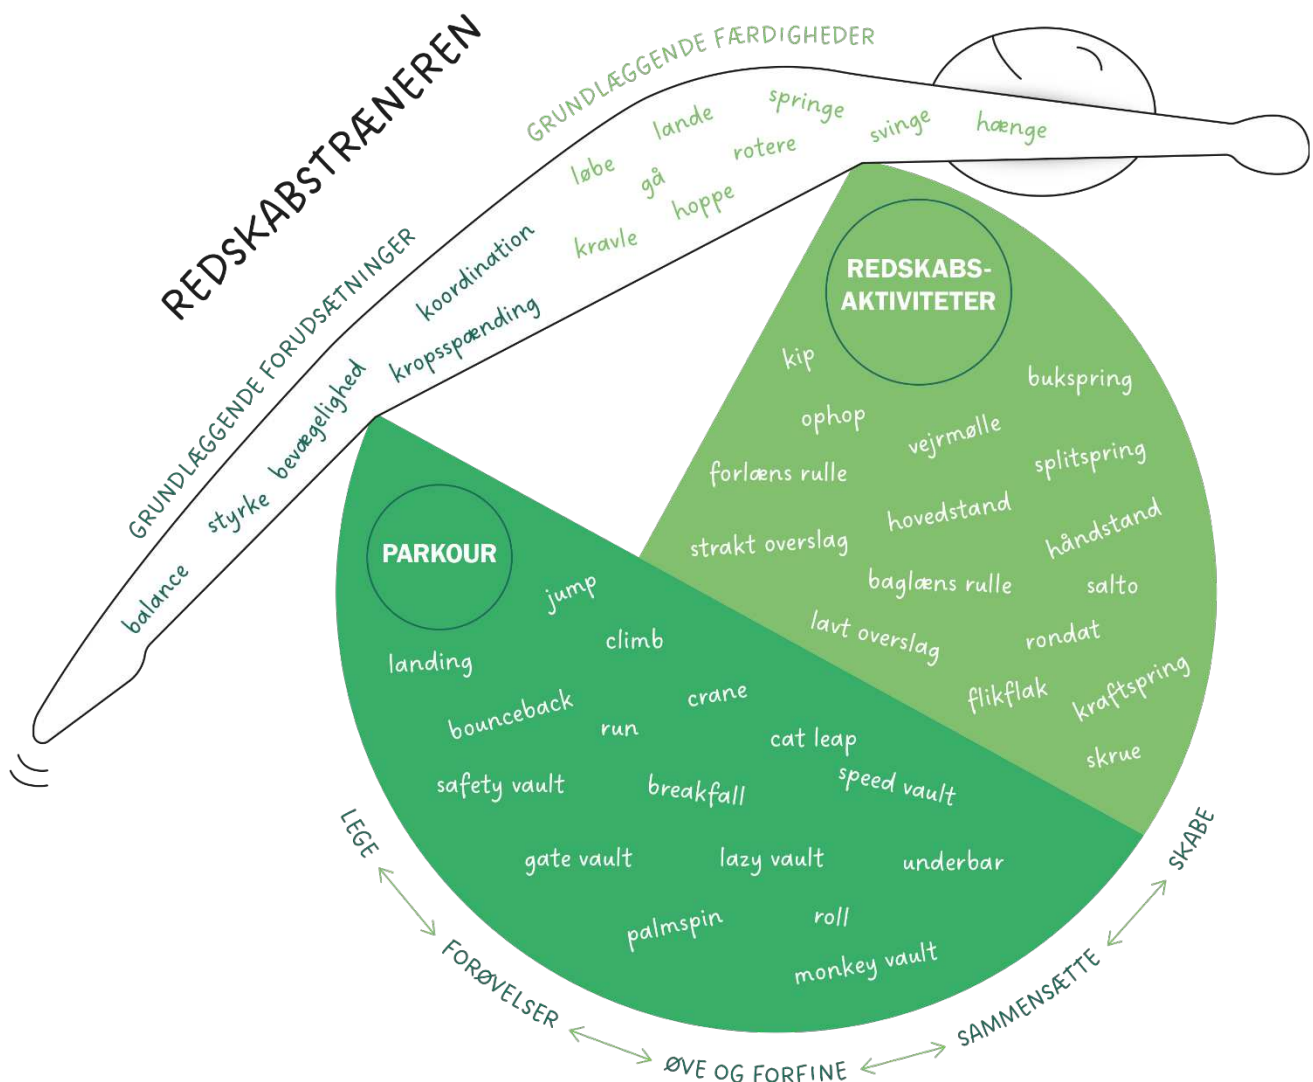 REDSKABSTRÆNEREN
GRUNDLÆGGENDE FÆRDIGHEDER
springe
lande
svinge
hænge
rotere
løbe
gå
hoppe
kravle
GRUNDLÆGGENDE FORUDSÆTNINGER
koordination
kropsspænding
bevægelighed
styrke
balance
REDSKABS-
AKTIVITETER
kip
bukspring
ophop
vejrmølle
splitspring
forlæns rulle
hovedstand
håndstand
strakt overslag
baglæns rulle
salto
lavt overslag
rondat
flikflak
kraftspring
skrue
PARKOUR
jump
climb
landing
crane
bounceback
run
cat leap
safety vault
breakfall
speed vault
gate vault
lazy vault
underbar
palmspin
roll
monkey vault
LEGE
FORØVELSER
ØVE OG FORFINE
SAMMENSÆTTE
SKABE